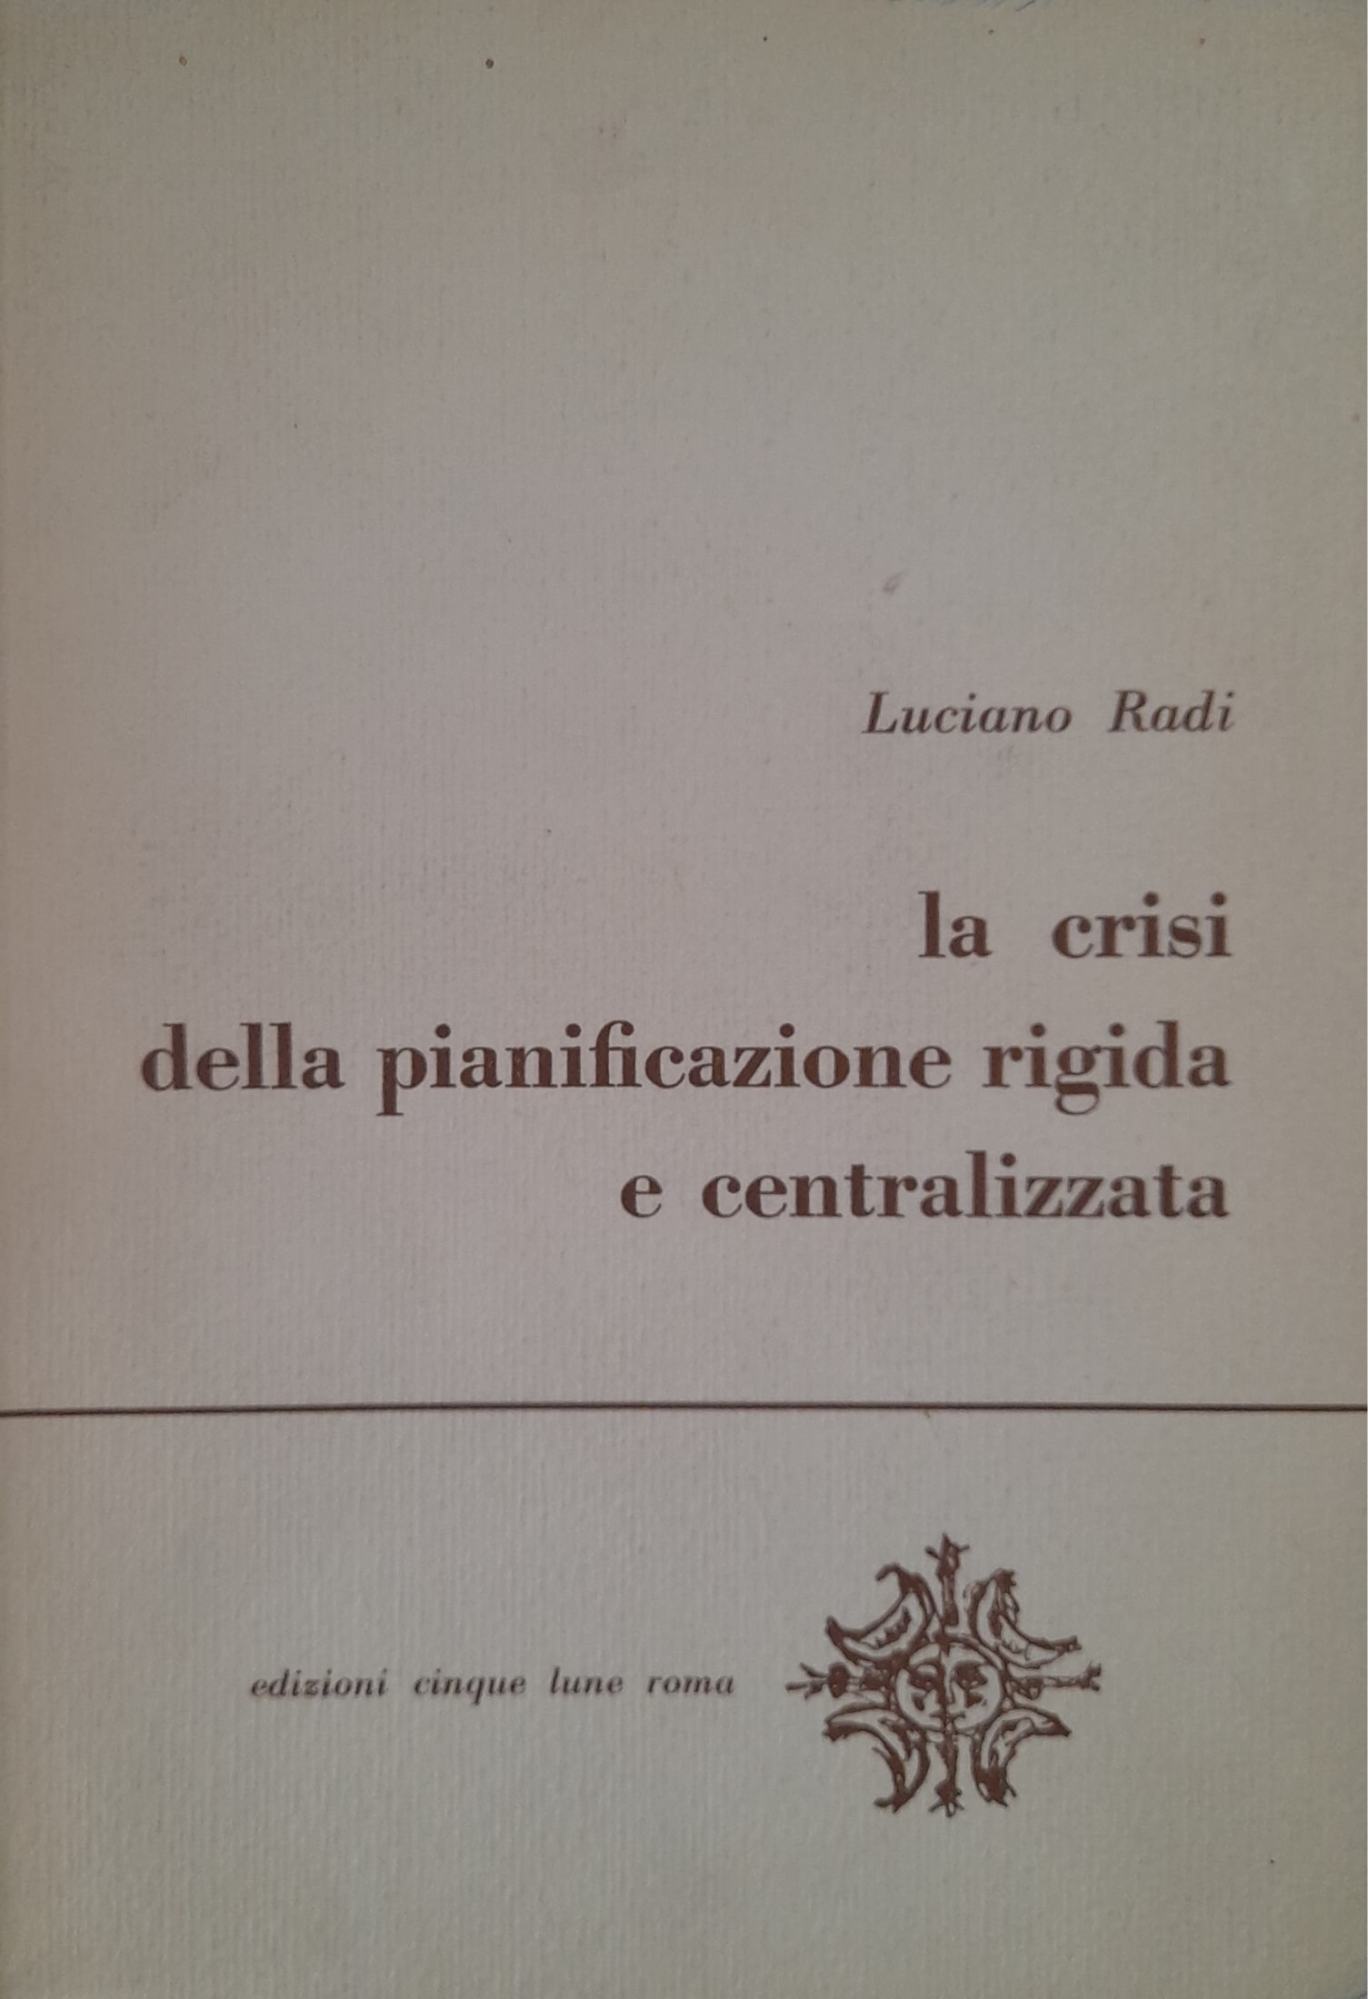 Luciano Radi
la crisi
della pianificazione rigida
e centralizzata
edizioni cinque lune roma